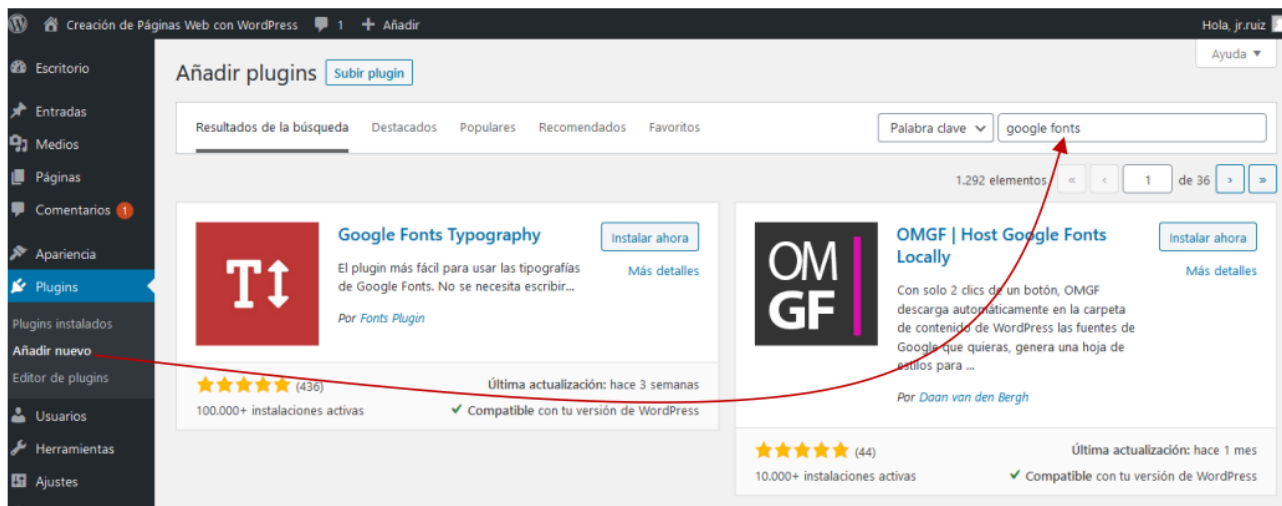 Creación de Páginas Web con WordPress 1 + Añadir Hola, jr.ruiz
Ayuda ▼
Escritorio
Entradas
Medios
Páginas
Comentarios 1
Apariencia
Plugins
Plugins instalados
Añadir nuevo
Editor de plugins
Usuarios
Herramientas
Ajustes
Añadir plugins Subir plugin
Resultados de la búsqueda Destacados Populares Recomendados Favoritos Palabra clave google fonts
1.292 elementos « ‹ 1 de 36 › »
T
Google Fonts Typography
Instalar ahora
Más detalles
El plugin más fácil para usar las tipografías
de Google Fonts. No se necesita escribir...
Por Fonts Plugin
(436)
Última actualización: hace 3 semanas
100.000+ instalaciones activas
✔ Compatible con tu versión de WordPress
OM
GF
OMGF | Host Google Fonts
Locally
Instalar ahora
Más detalles
Con solo 2 clics de un botón, OMGF
descarga automáticamente en la carpeta
de contenido de WordPress las fuentes de
Google que quieras, genera una hoja de
estilos para ...
Por Daan van den Bergh
(44)
Última actualización: hace 1 mes
10.000+ instalaciones activas
✔ Compatible con tu versión de WordPress